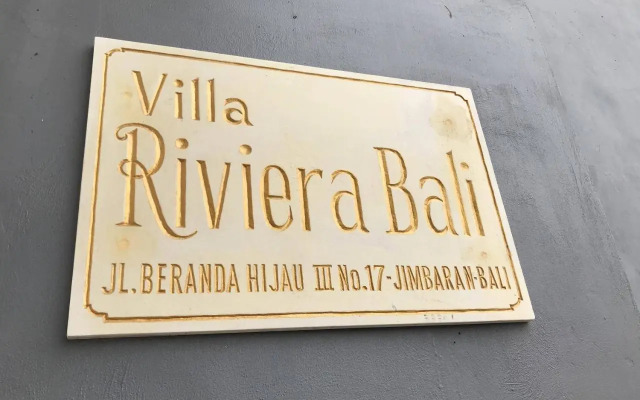 Villa
Riviera Bali
JL. BERANDA HIJAU III No.17-JIMBARAN-BALI